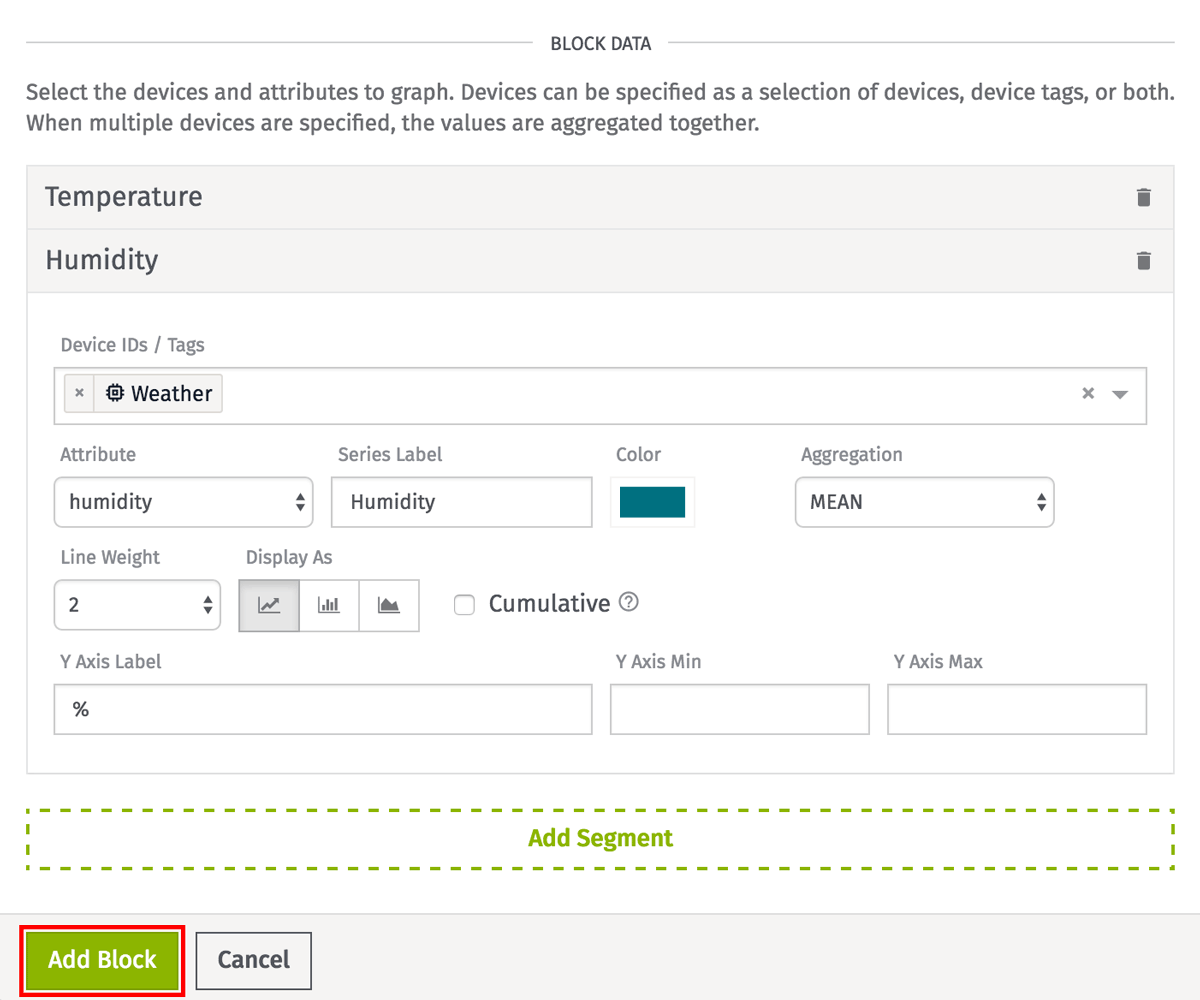 BLOCK DATA
Select the devices and attributes to graph. Devices can be specified as a selection of devices, device tags, or both.
When multiple devices are specified, the values are aggregated together.
Temperature
Humidity
Device IDs / Tags
× Weather ×
Attribute Series Label Color Aggregation
humidity Humidity MEAN
Line Weight Display As
2 Cumulative ?
Y Axis Label Y Axis Min Y Axis Max
%
Add Segment
Add Block Cancel